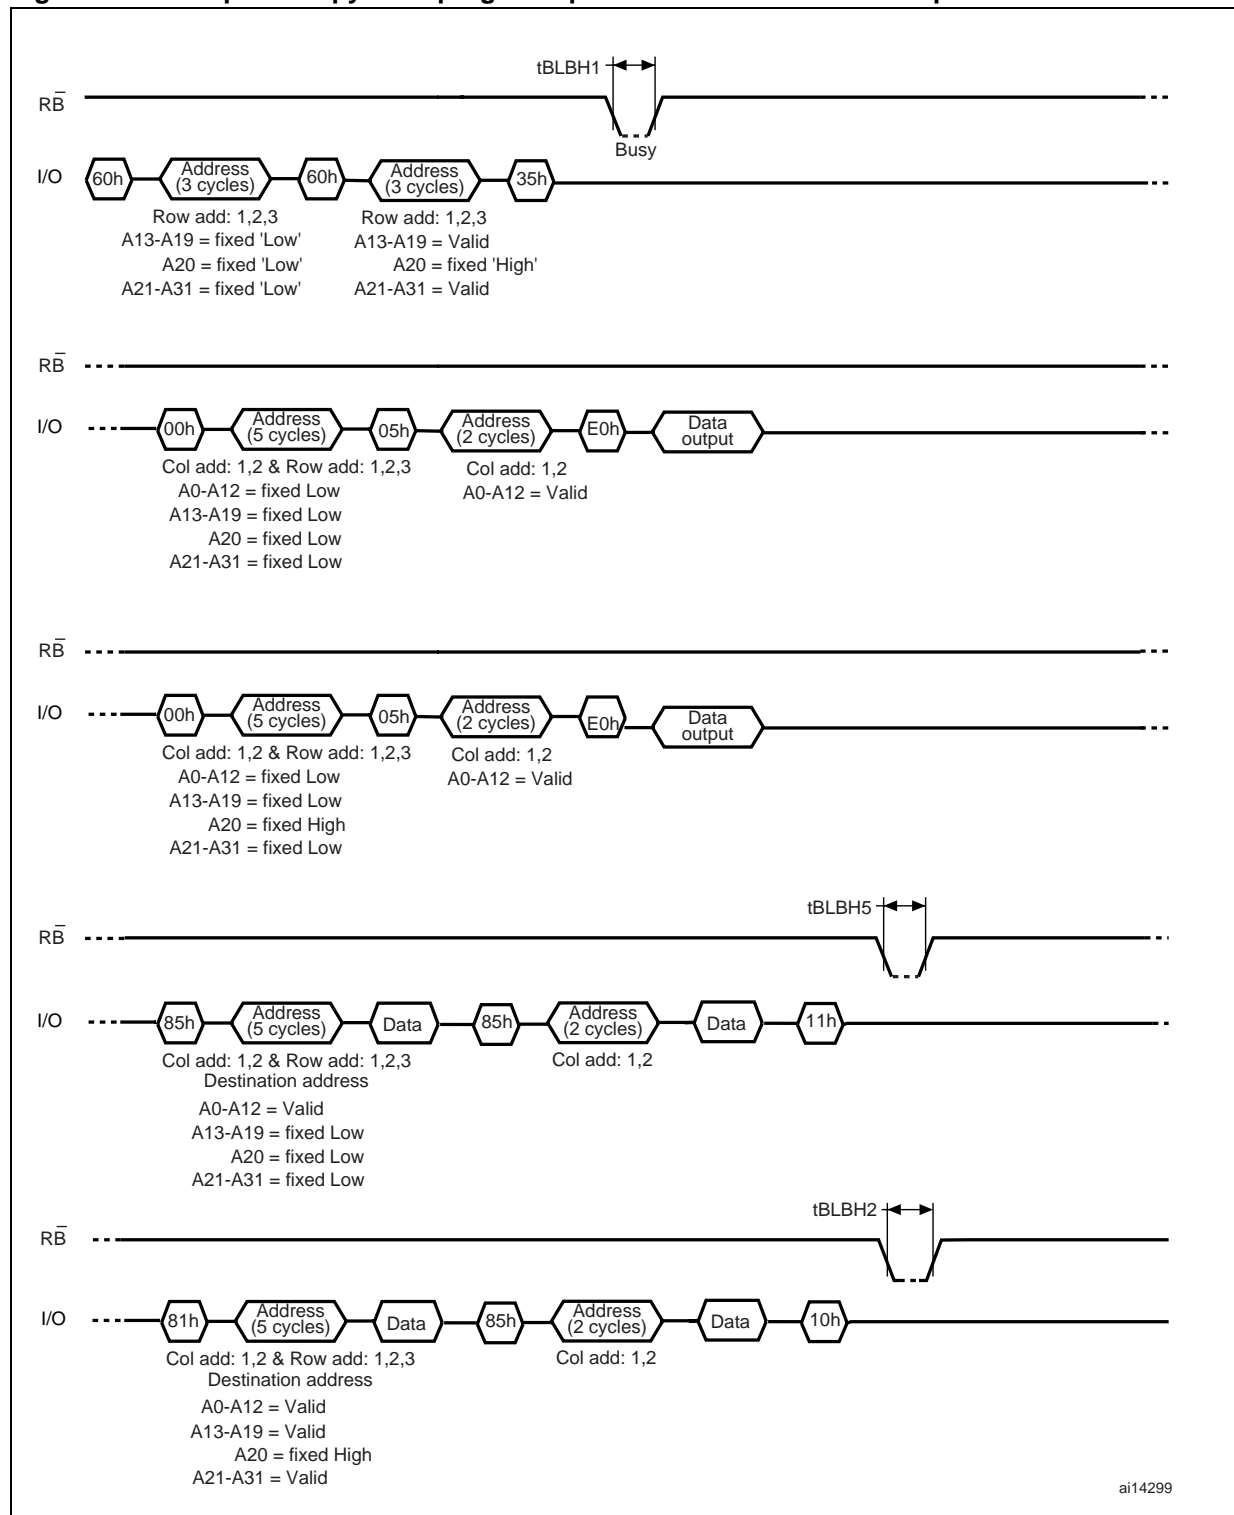 tBLBH1
RB̅
Busy
I/O 60h Address (3 cycles) 60h Address (3 cycles) 35h
Row add: 1,2,3 Row add: 1,2,3
A13-A19 = fixed 'Low' A13-A19 = Valid
A20 = fixed 'Low' A20 = fixed 'High'
A21-A31 = fixed 'Low' A21-A31 = Valid
RB̅
I/O 00h Address (5 cycles) 05h Address (2 cycles) E0h Data output
Col add: 1,2 & Row add: 1,2,3 Col add: 1,2
A0-A12 = fixed Low A0-A12 = Valid
A13-A19 = fixed Low
A20 = fixed Low
A21-A31 = fixed Low
RB̅
I/O 00h Address (5 cycles) 05h Address (2 cycles) E0h Data output
Col add: 1,2 & Row add: 1,2,3 Col add: 1,2
A0-A12 = fixed Low A0-A12 = Valid
A13-A19 = fixed Low
A20 = fixed High
A21-A31 = fixed Low
tBLBH5
RB̅
I/O 85h Address (5 cycles) Data 85h Address (2 cycles) Data 11h
Col add: 1,2 & Row add: 1,2,3 Col add: 1,2
Destination address
A0-A12 = Valid
A13-A19 = fixed Low
A20 = fixed Low
A21-A31 = fixed Low
tBLBH2
RB̅
I/O 81h Address (5 cycles) Data 85h Address (2 cycles) Data 10h
Col add: 1,2 & Row add: 1,2,3 Col add: 1,2
Destination address
A0-A12 = Valid
A13-A19 = Valid
A20 = fixed High
A21-A31 = Valid
ai14299